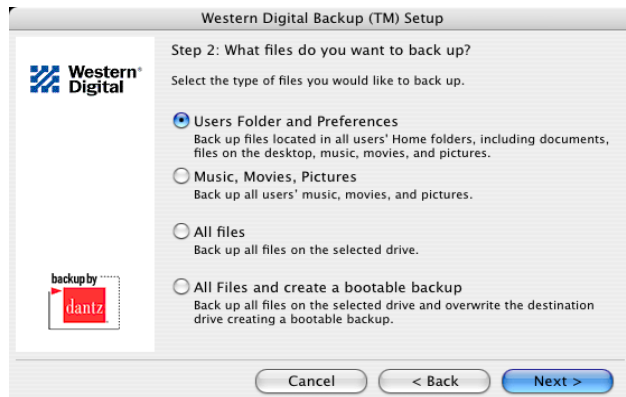 Western Digital Backup (TM) Setup
Western®
Digital
Step 2: What files do you want to back up?
Select the type of files you would like to back up.
Users Folder and Preferences
Back up files located in all users' Home folders, including documents,
files on the desktop, music, movies, and pictures.
Music, Movies, Pictures
Back up all users' music, movies, and pictures.
All files
Back up all files on the selected drive.
All Files and create a bootable backup
Back up all files on the selected drive and overwrite the destination
drive creating a bootable backup.
backup by
dantz
Cancel
< Back
Next >